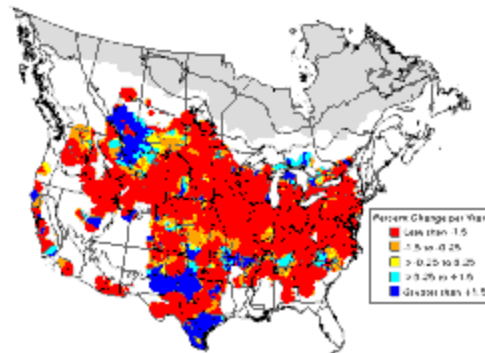 Percent Change per Year
Less than -1.5
-1.5 to -0.25
> -0.25 to 0.25
> 0.25 to +1.5
Greater than +1.5